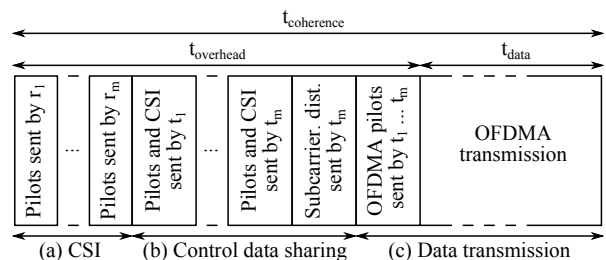 t_coherence
t_overhead
t_data
Pilots sent by r_1
...
Pilots sent by r_m
Pilots and CSI
sent by t_1
...
Pilots and CSI
sent by t_m
Subcarrier. dist.
sent by t_m
OFDMA pilots
sent by t_1 ... t_m
OFDMA
transmission
(a) CSI
(b) Control data sharing
(c) Data transmission